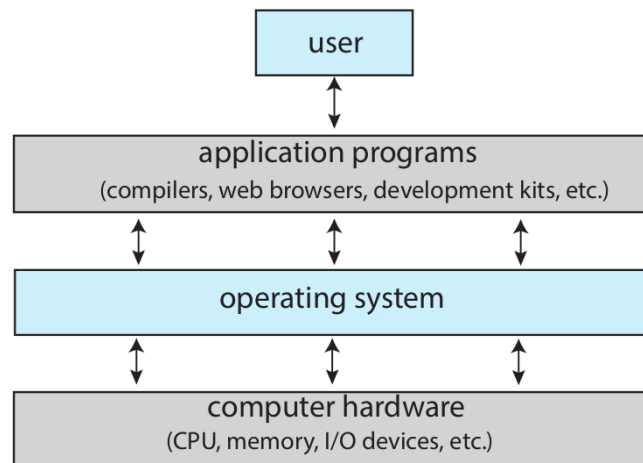 user
application programs
(compilers, web browsers, development kits, etc.)
operating system
computer hardware
(CPU, memory, I/O devices, etc.)